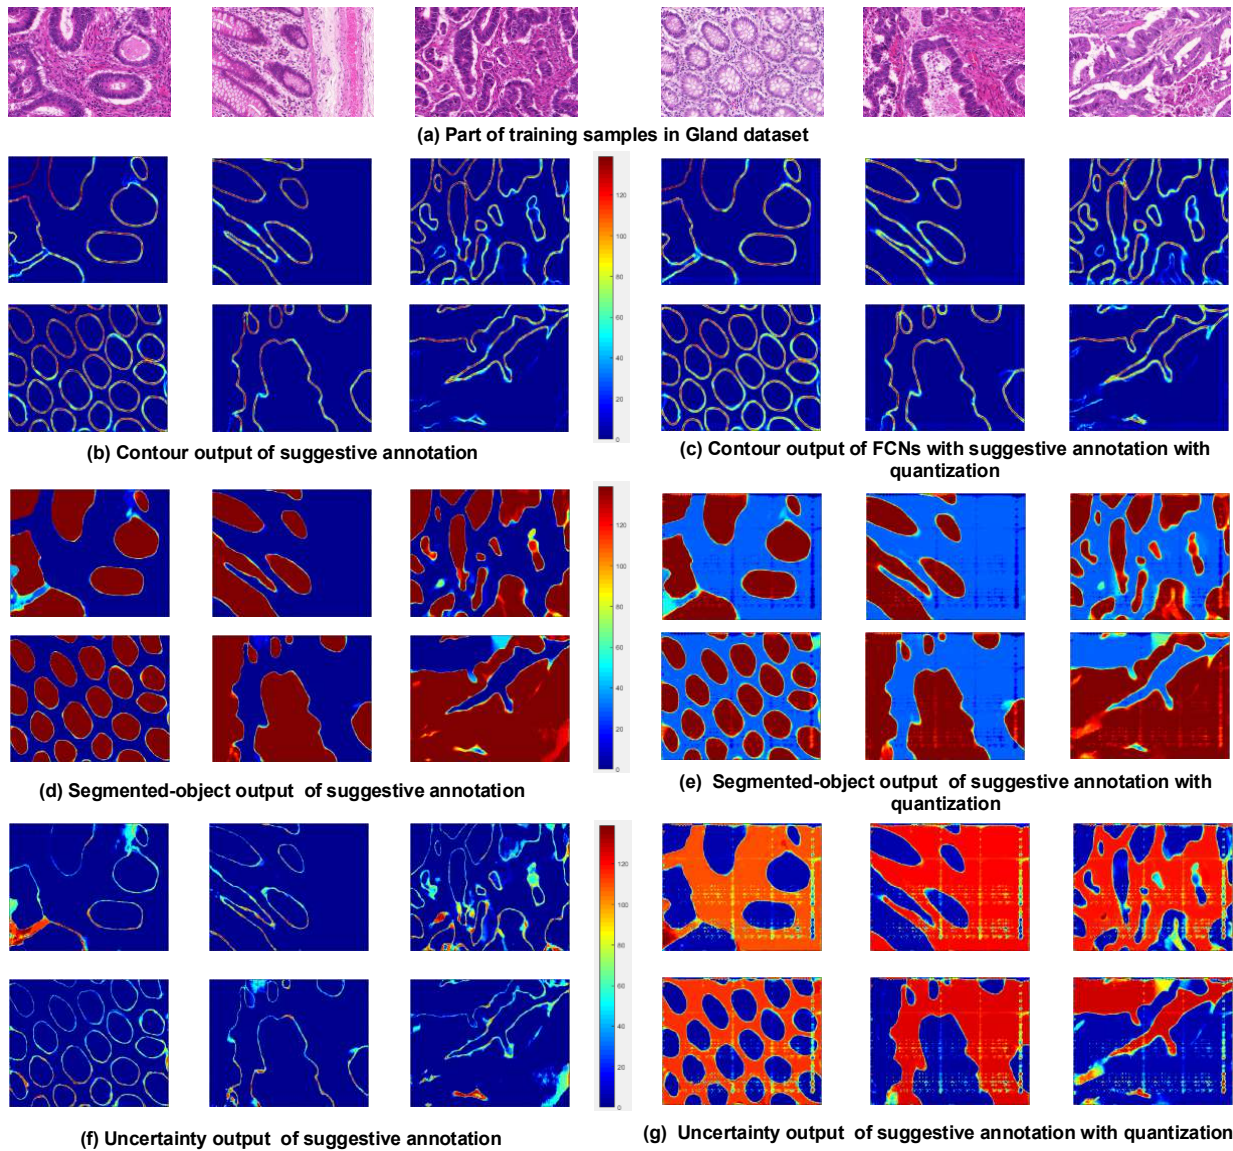 (a) Part of training samples in Gland dataset
120
100
80
60
40
20
0
(b) Contour output of suggestive annotation
(c) Contour output of FCNs with suggestive annotation with
quantization
120
100
80
60
40
20
0
(d) Segmented-object output of suggestive annotation
(e) Segmented-object output of suggestive annotation with
quantization
120
100
80
60
40
20
0
(f) Uncertainty output of suggestive annotation
(g) Uncertainty output of suggestive annotation with quantization